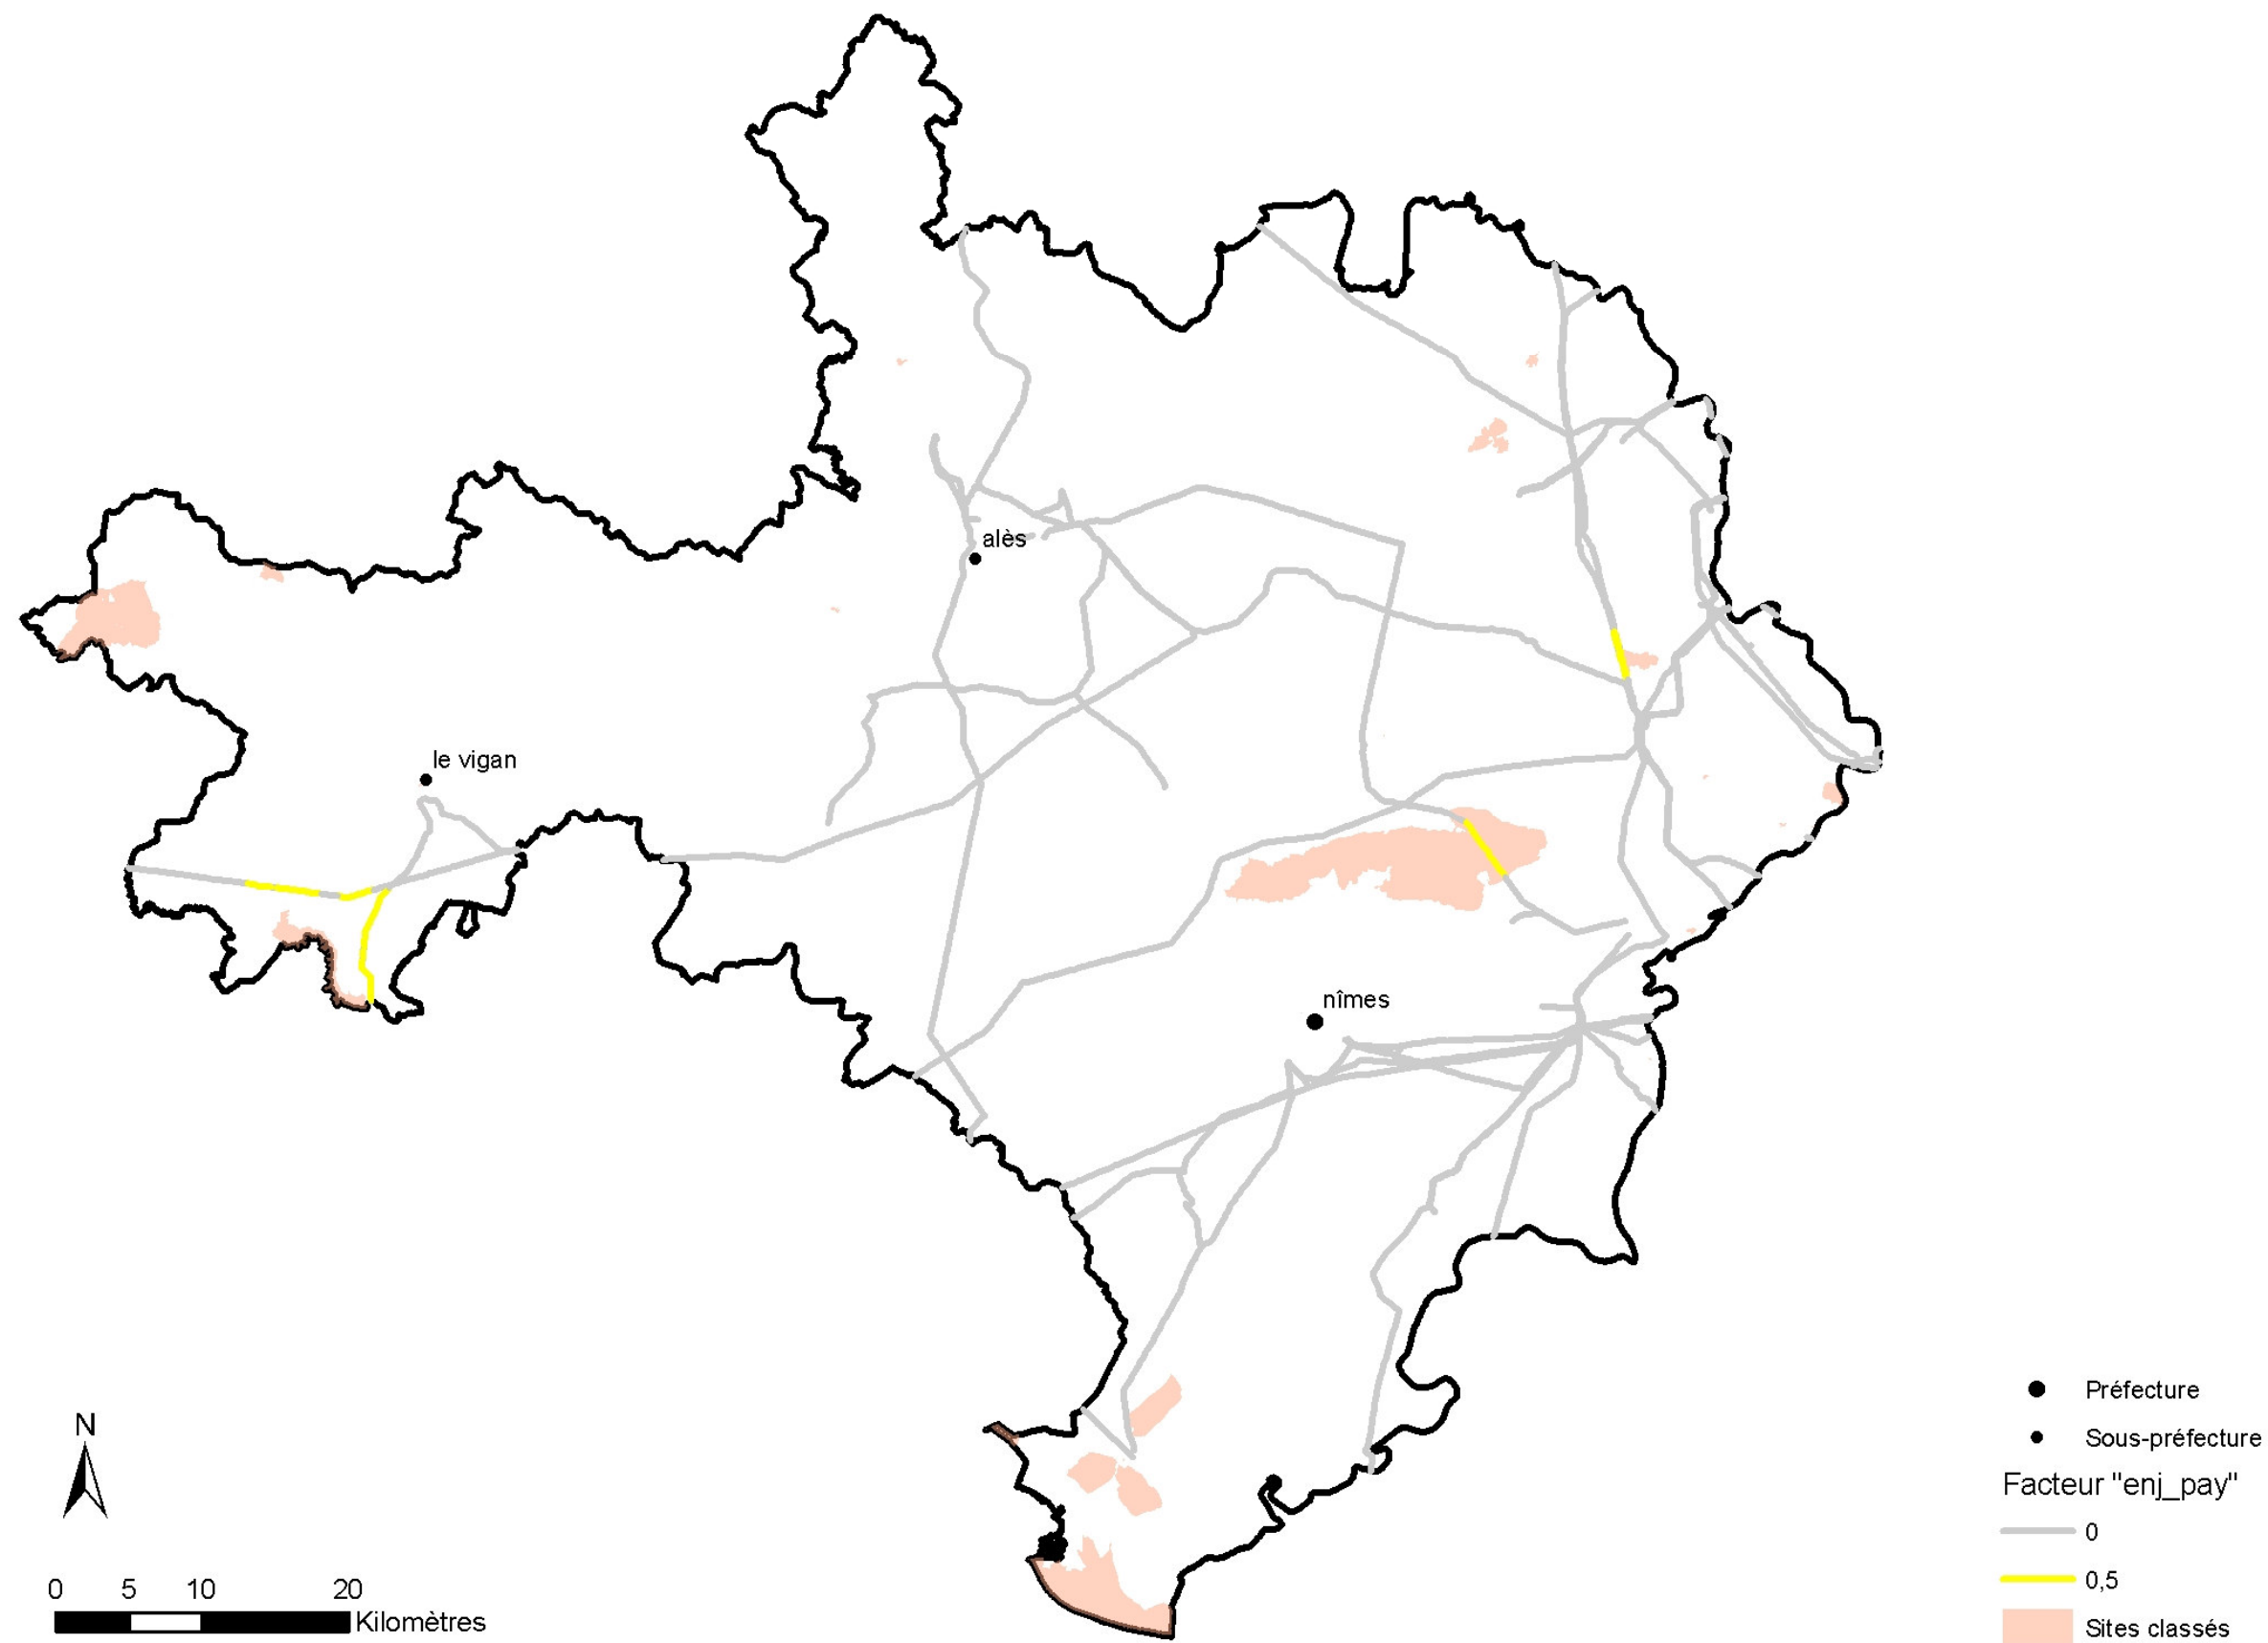 alès
le vigan
nîmes
N
0 5 10 20
Kilomètres
Préfecture
Sous-préfecture
Facteur "enj_pay"
0
0,5
Sites classés